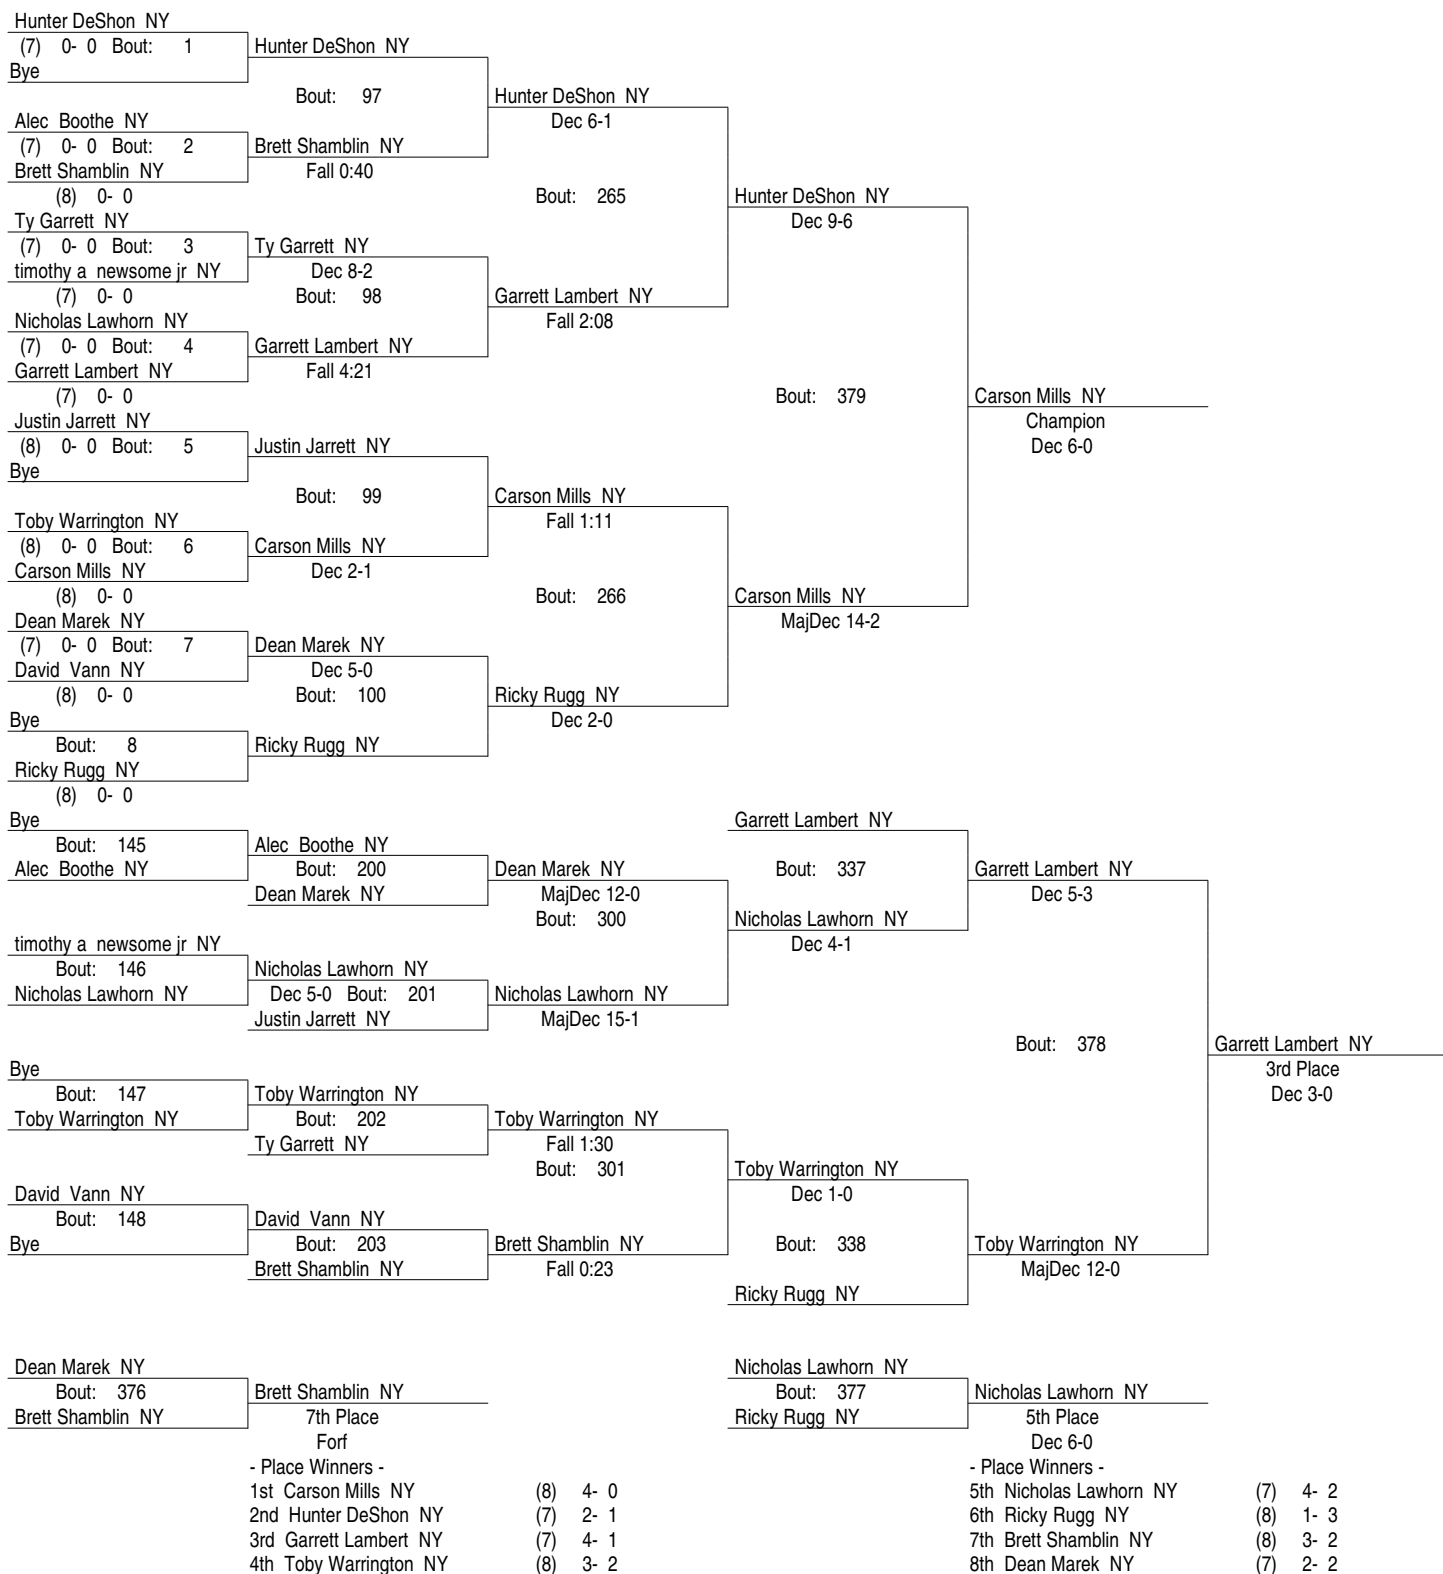 Hunter DeShon NY
(7) 0- 0 Bout: 1 Hunter DeShon NY
Bye
Bout: 97 Hunter DeShon NY
Alec Boothe NY Dec 6-1
(7) 0- 0 Bout: 2 Brett Shamblin NY
Brett Shamblin NY Fall 0:40
(8) 0- 0 Bout: 265 Hunter DeShon NY
Ty Garrett NY Dec 9-6
(7) 0- 0 Bout: 3 Ty Garrett NY
timothy a newsome jr NY Dec 8-2
(7) 0- 0 Bout: 98 Garrett Lambert NY
Nicholas Lawhorn NY Fall 2:08
(7) 0- 0 Bout: 4 Garrett Lambert NY
Garrett Lambert NY Fall 4:21
(7) 0- 0 Bout: 379 Carson Mills NY
Justin Jarrett NY Champion
(8) 0- 0 Bout: 5 Justin Jarrett NY Dec 6-0
Bye
Bout: 99 Carson Mills NY
Toby Warrington NY Fall 1:11
(8) 0- 0 Bout: 6 Carson Mills NY
Carson Mills NY Dec 2-1
(8) 0- 0 Bout: 266 Carson Mills NY
Dean Marek NY MajDec 14-2
(7) 0- 0 Bout: 7 Dean Marek NY
David Vann NY Dec 5-0
(8) 0- 0 Bout: 100 Ricky Rugg NY
Bye Dec 2-0
Bout: 8 Ricky Rugg NY
Ricky Rugg NY
(8) 0- 0
Bye Garrett Lambert NY
Bout: 145 Alec Boothe NY
Alec Boothe NY Bout: 200 Dean Marek NY Bout: 337 Garrett Lambert NY
Dean Marek NY MajDec 12-0 Dec 5-3
Bout: 300 Nicholas Lawhorn NY
timothy a newsome jr NY Dec 4-1
Bout: 146 Nicholas Lawhorn NY
Nicholas Lawhorn NY Dec 5-0 Bout: 201 Nicholas Lawhorn NY
Justin Jarrett NY MajDec 15-1
Bout: 378 Garrett Lambert NY
Bye 3rd Place
Bout: 147 Toby Warrington NY Dec 3-0
Toby Warrington NY Bout: 202 Toby Warrington NY
Ty Garrett NY Fall 1:30
Bout: 301 Toby Warrington NY
David Vann NY Dec 1-0
Bout: 148 David Vann NY
Bye Bout: 203 Brett Shamblin NY Bout: 338 Toby Warrington NY
Brett Shamblin NY Fall 0:23 MajDec 12-0
Ricky Rugg NY
Dean Marek NY Nicholas Lawhorn NY
Bout: 376 Brett Shamblin NY Bout: 377 Nicholas Lawhorn NY
Brett Shamblin NY 7th Place Ricky Rugg NY 5th Place
Forf Dec 6-0
- Place Winners - - Place Winners -
1st Carson Mills NY (8) 4- 0 5th Nicholas Lawhorn NY (7) 4- 2
2nd Hunter DeShon NY (7) 2- 1 6th Ricky Rugg NY (8) 1- 3
3rd Garrett Lambert NY (7) 4- 1 7th Brett Shamblin NY (8) 3- 2
4th Toby Warrington NY (8) 3- 2 8th Dean Marek NY (7) 2- 2